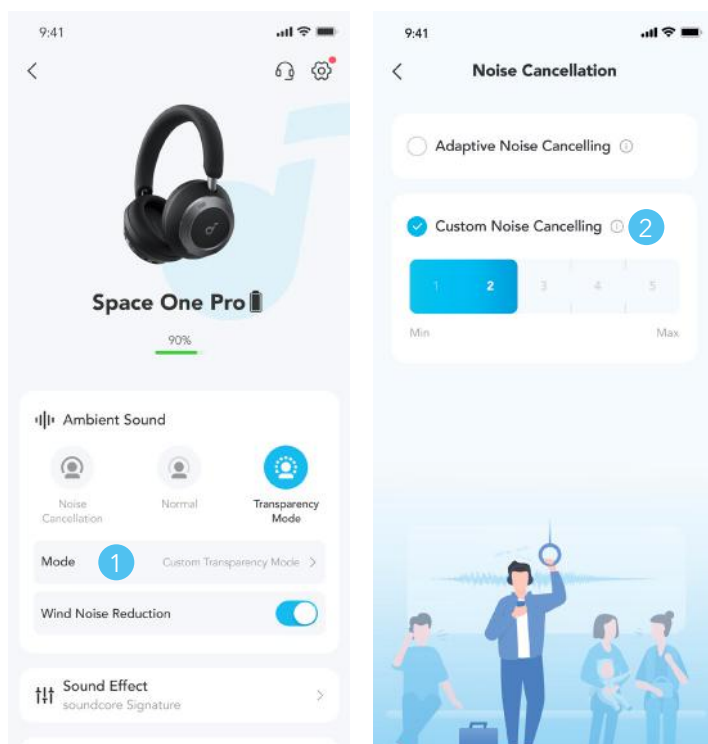 9:41
Space One Pro
90%
Ambient Sound
Noise
Cancellation
Normal
Transparency
Mode
Mode
1
Custom Transparency Mode
Wind Noise Reduction
Sound Effect
soundcore Signature
9:41
Noise Cancellation
Adaptive Noise Cancelling
Custom Noise Cancelling
2
1 2 3 4 5
Min Max